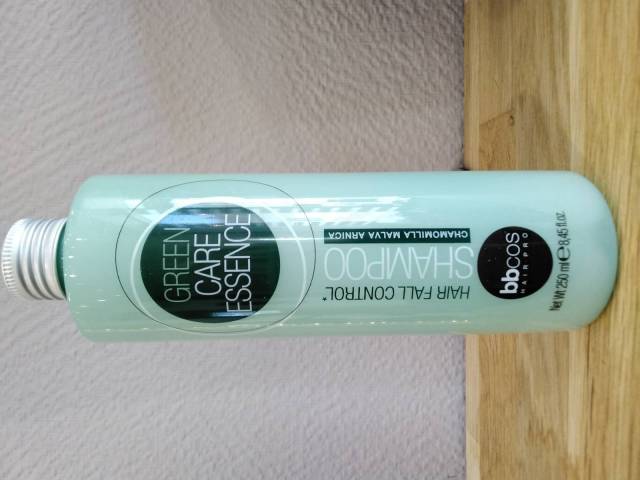 GREEN
CARE
ESSENCE
HAIR FALL CONTROL*
SHAMPOO
CHAMOMILLA MALVA ARNICA
bbcos
HAIR PRO
Net Wt 250 ml ℮ 8,45 fl.oz.